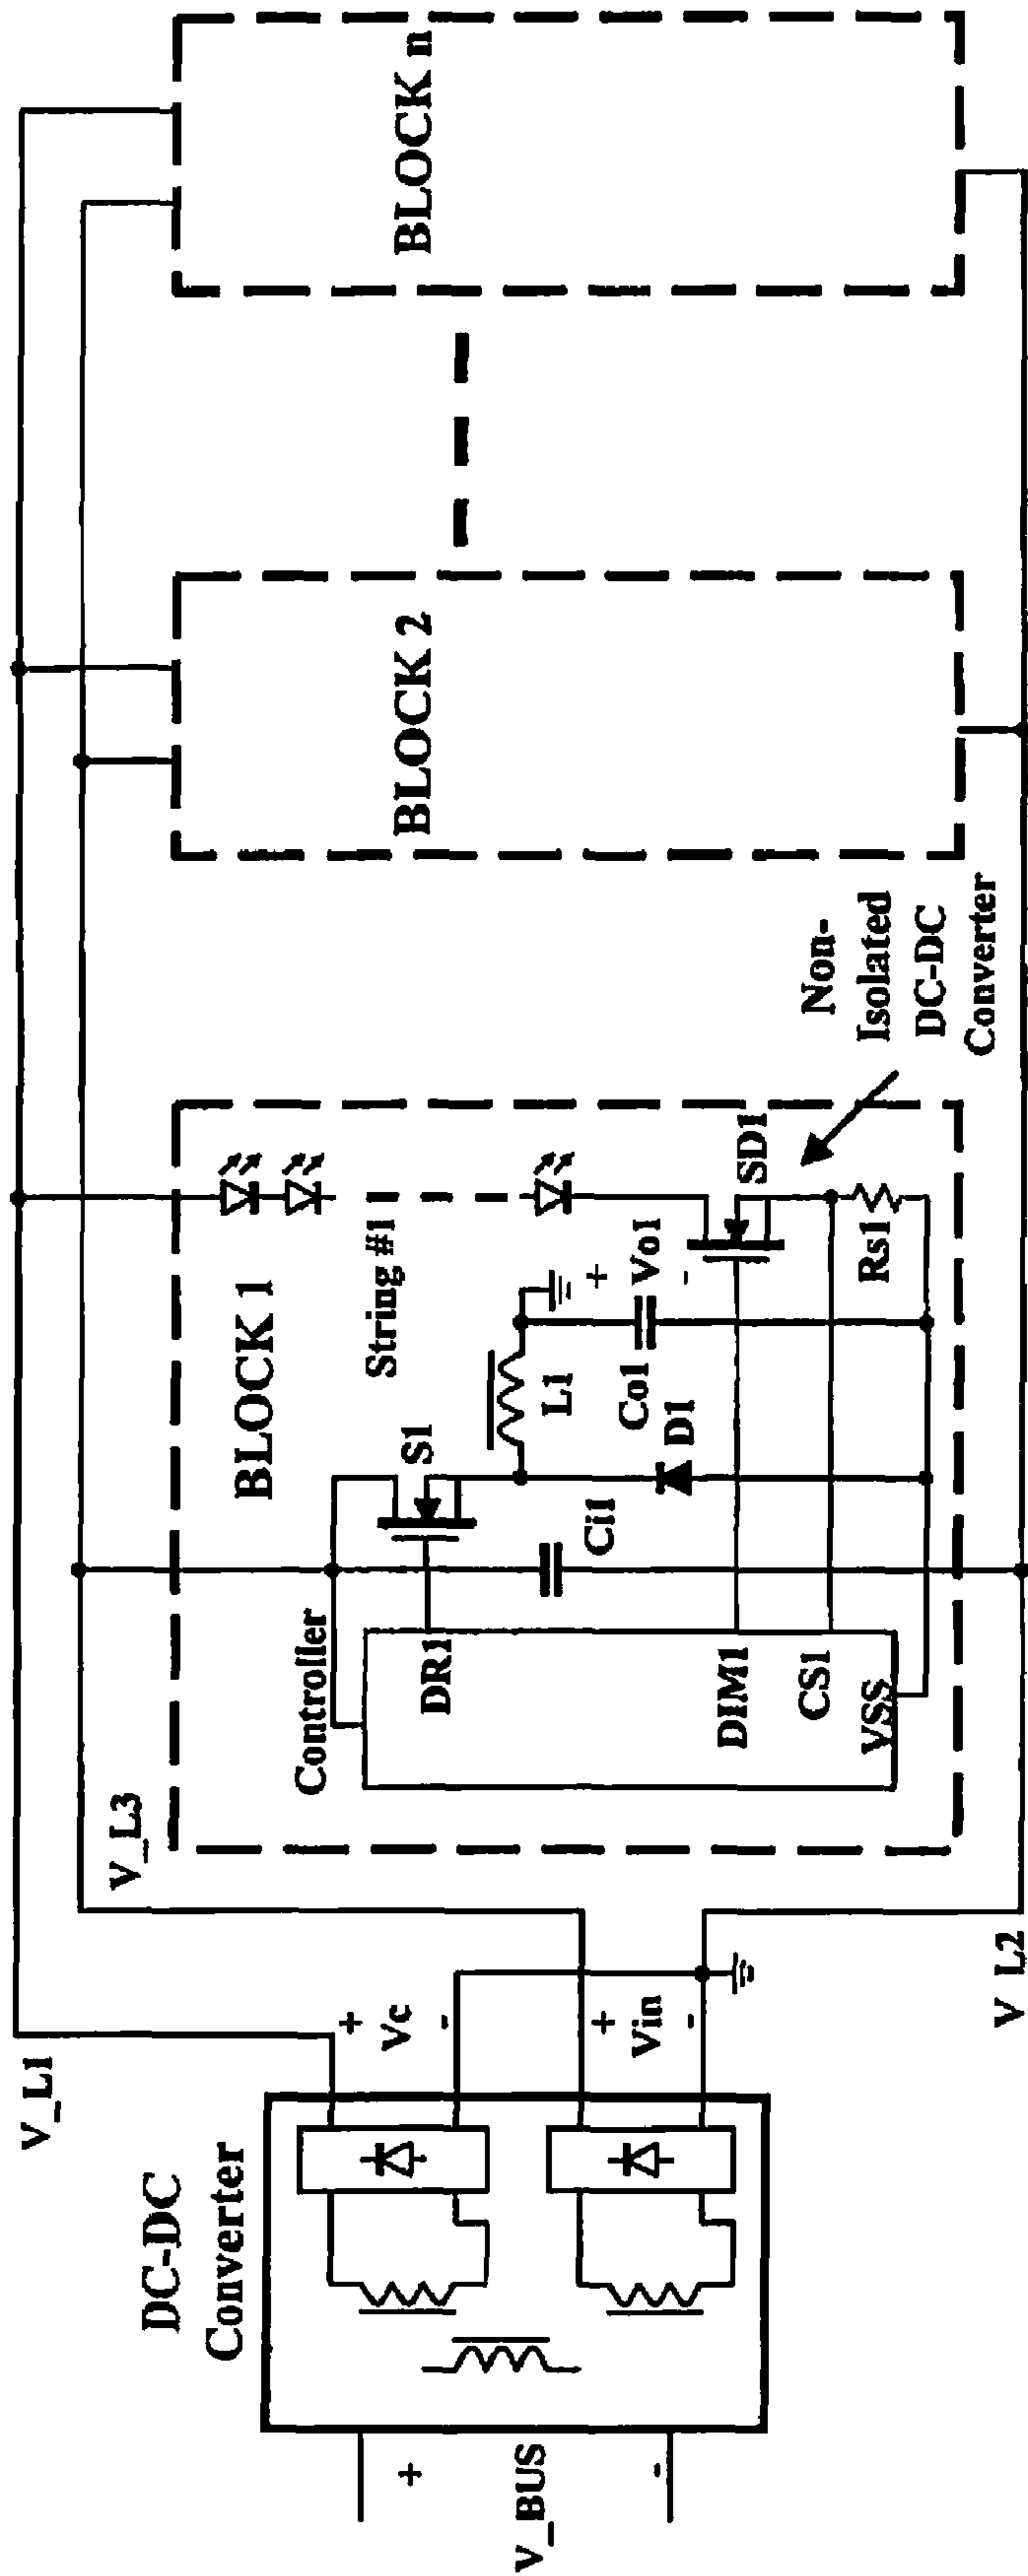 V_BUS
+
-
DC-DC
Converter
V_L1
+
Vc
-
+
Vin
-
V_L2
V_L3
BLOCK 1
Controller
DR1
DIM1
CS1
VSS
S1
Ci1
L1
D1
Co1
+
Vo1
-
String #1
SD1
Rs1
Non-
Isolated
DC-DC
Converter
BLOCK 2
BLOCK n